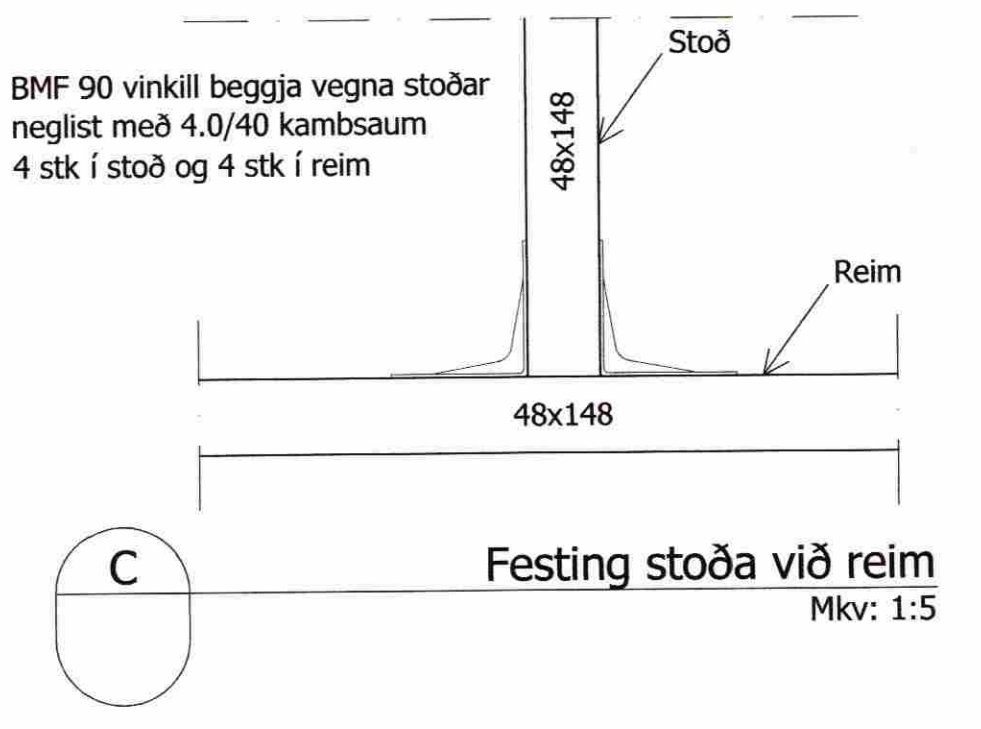 Stoð
BMF 90 vinkill beggja vegna stoðar
neglist með 4.0/40 kambsaum
4 stk í stoð og 4 stk í reim
48x148
Reim
48x148
C
Festing stoða við reim
Mkv: 1:5